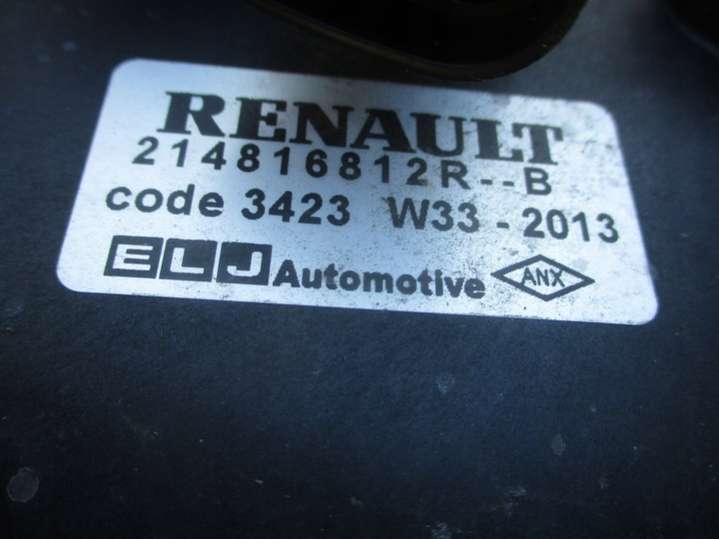 RENAULT
214816812R--B
code 3423 W33 - 2013
ELJ Automotive ANX